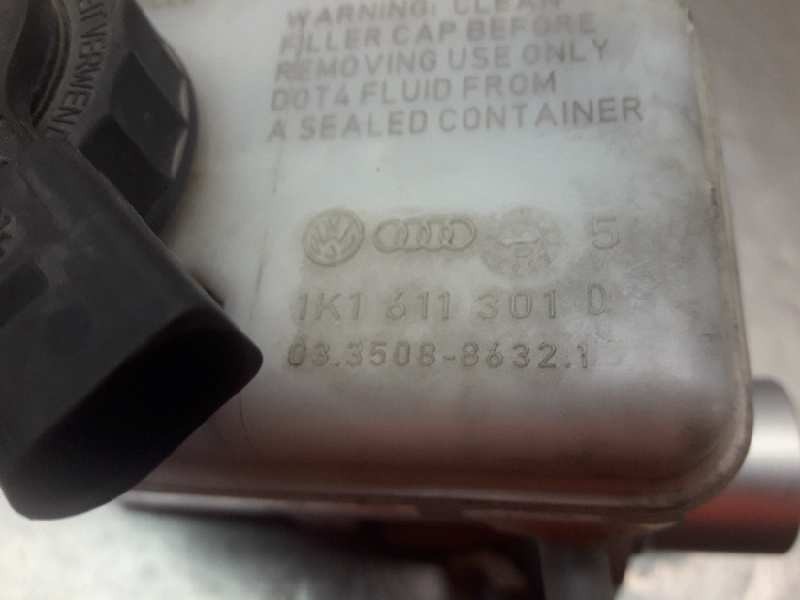 WARNING: CLEAN
FILLER CAP BEFORE
REMOVING USE ONLY
DOT4 FLUID FROM
A SEALED CONTAINER
VERWEN
5
1K1 611 301 D
03.3508-8632.1